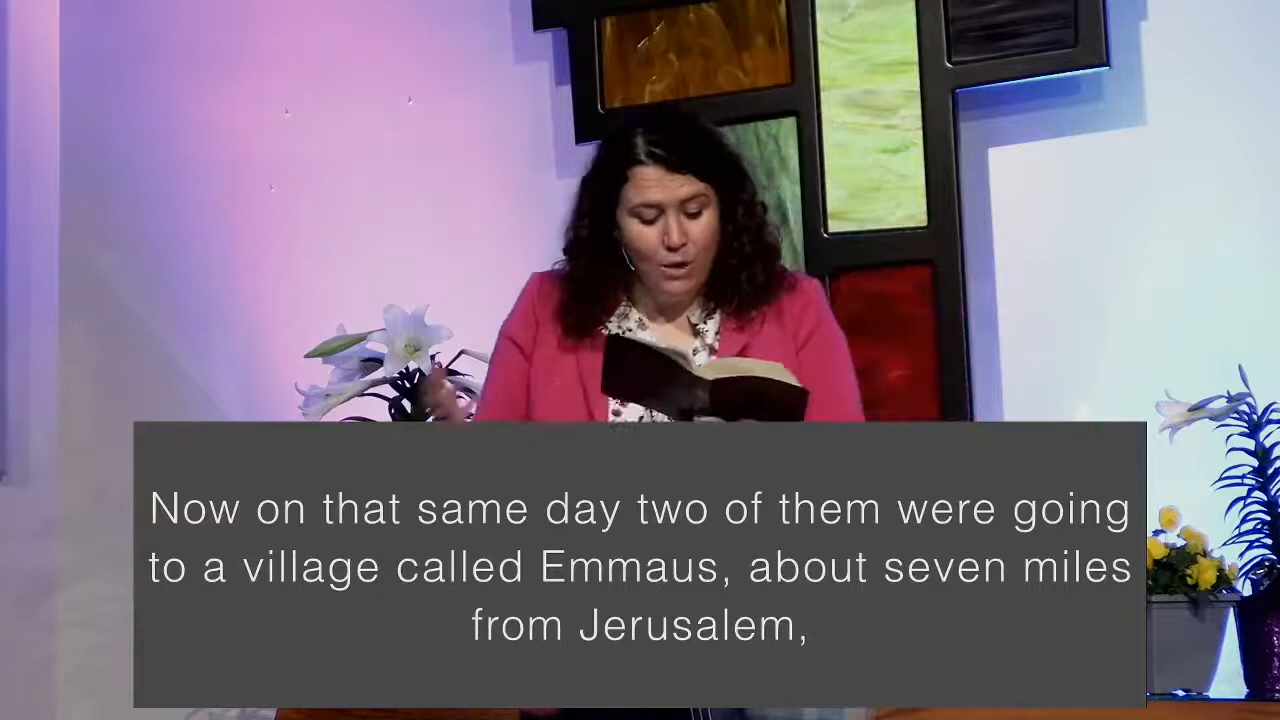 Now on that same day two of them were going
to a village called Emmaus, about seven miles
from Jerusalem,